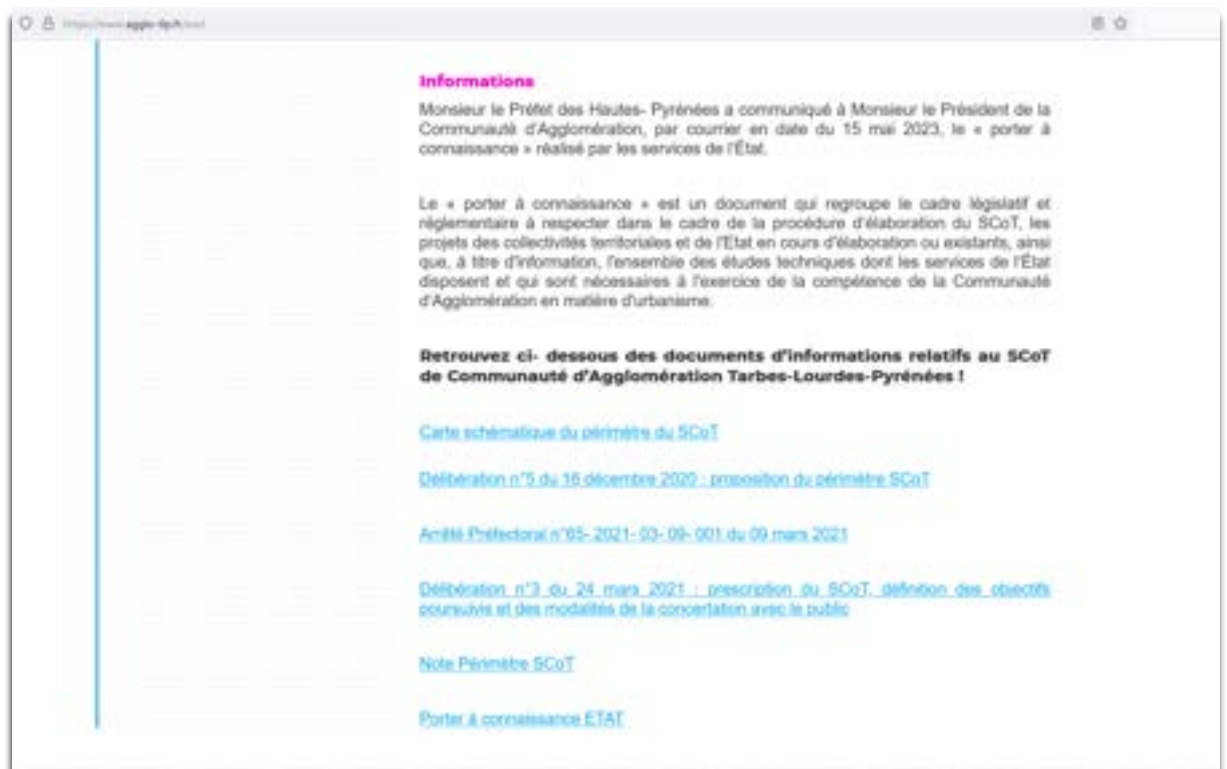 Informations
Monsieur le Préfet des Hautes- Pyrénées a communiqué à Monsieur le Président de la
Communauté d'Agglomération, par courrier en date du 15 mai 2023, le « porter à
connaissance » réalisé par les services de l'État.
Le « porter à connaissance » est un document qui regroupe le cadre législatif et
réglementaire à respecter dans le cadre de la procédure d'élaboration du SCoT, les
projets des collectivités territoriales et de l'Etat en cours d'élaboration ou existants, ainsi
que, à titre d'information, l'ensemble des études techniques dont les services de l'État
disposent et qui sont nécessaires à l'exercice de la compétence de la Communauté
d'Agglomération en matière d'urbanisme.
Retrouvez ci- dessous des documents d'informations relatifs au SCoT
de Communauté d'Agglomération Tarbes-Lourdes-Pyrénées !
Carte schématique du périmètre du SCoT
Délibération n°5 du 16 décembre 2020 : proposition du périmètre SCoT
Arrêté Préfectoral n°65- 2021- 03- 09- 001 du 09 mars 2021
Délibération n°3 du 24 mars 2021 : prescription du SCoT, définition des objectifs
poursuivis et des modalités de la concertation avec le public
Note Périmètre SCoT
Porter à connaissance ETAT